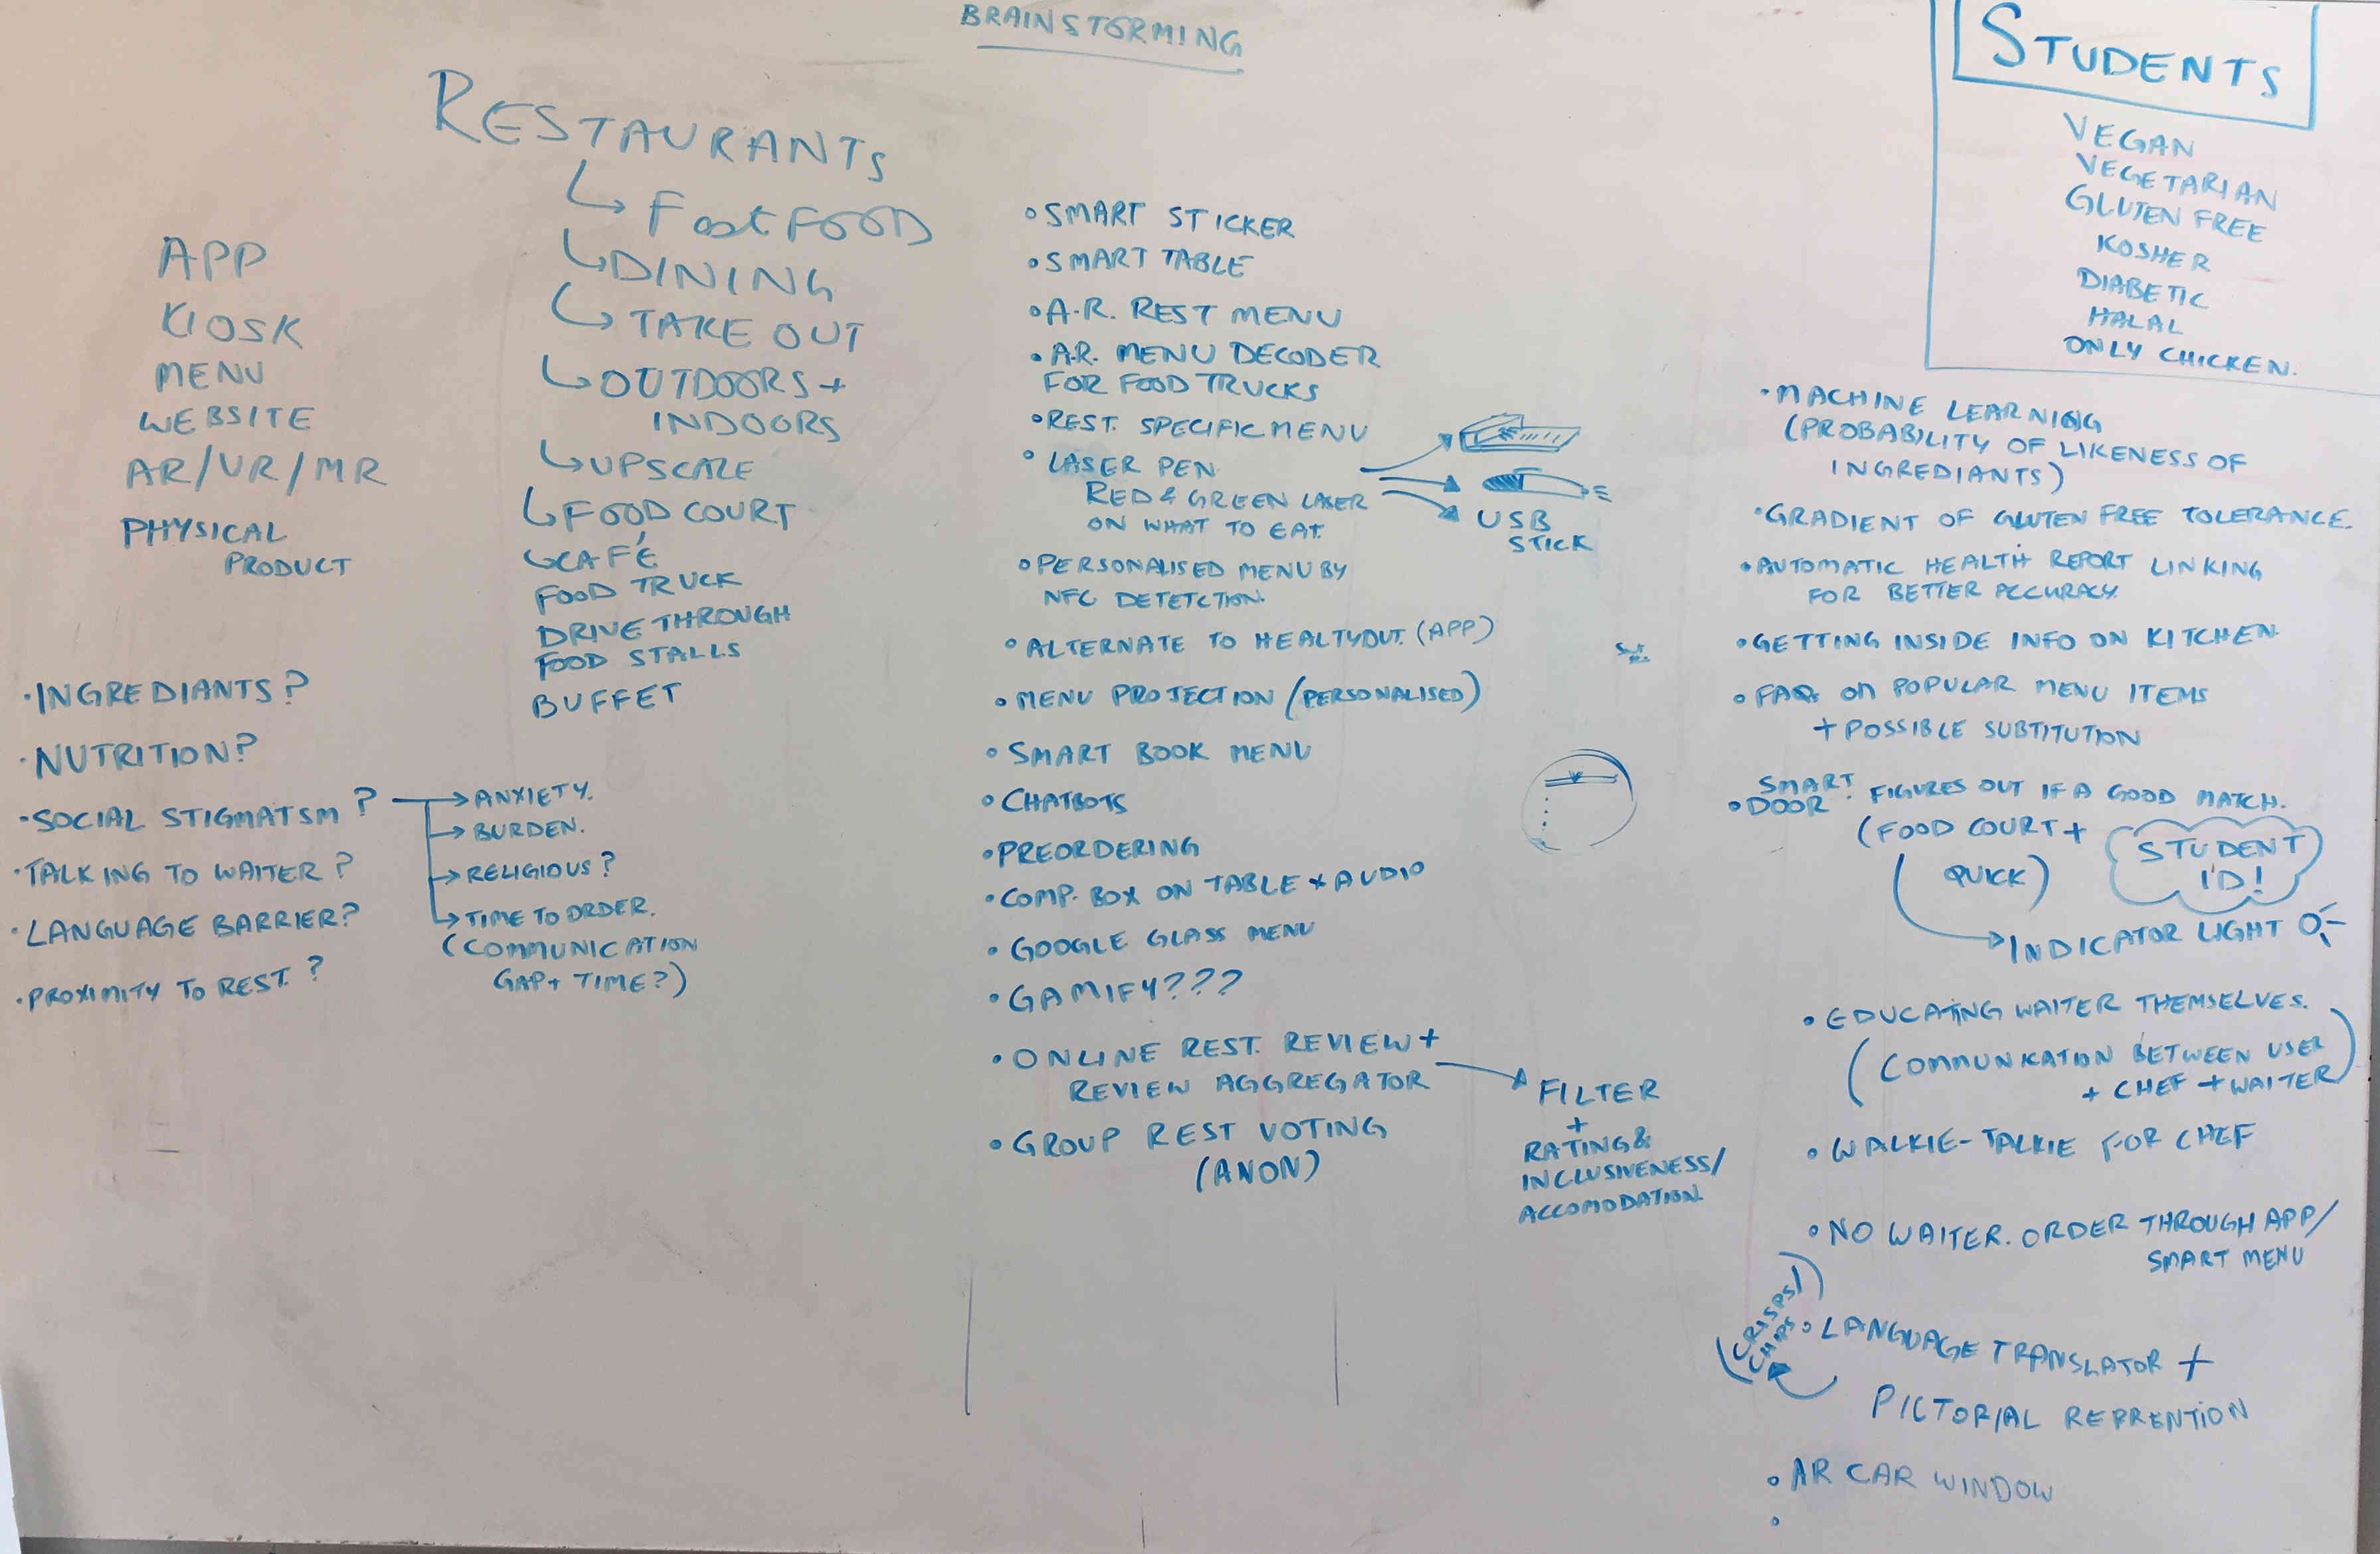 BRAINSTORMING
RESTAURANTS
FastFOOD
DINING
TAKE OUT
OUTDOORS +
INDOORS
UPSCALE
FOOD COURT
CAFÉ
FOOD TRUCK
DRIVE THROUGH
FOOD STALLS
BUFFET
APP
KIOSK
MENU
WEBSITE
AR/VR/MR
PHYSICAL
PRODUCT
• INGREDIANTS?
• NUTRITION?
• SOCIAL STIGMATSM?
ANXIETY.
BURDEN.
RELIGIOUS?
TIME TO ORDER.
(COMMUNICATION
GAP+ TIME?)
• TALKING TO WAITER?
• LANGUAGE BARRIER?
• PROXIMITY TO REST.?
• SMART STICKER
• SMART TABLE
• A.R. REST MENU
• A.R. MENU DECODER
FOR FOOD TRUCKS
• REST. SPECIFIC MENU
• LASER PEN
RED & GREEN LASER
ON WHAT TO EAT.
USB
STICK
• PERSONALISED MENU BY
NFC DETETCTION.
• ALTERNATE TO HEALTYOUT. (APP)
• MENU PROJECTION (PERSONALISED)
• SMART BOOK MENU
• CHATBOTS
• PREORDERING
• COMP. BOX ON TABLE + AUDIO
• GOOGLE GLASS MENU
• GAMIFY???
• ONLINE REST. REVIEW +
REVIEW AGGREGATOR
FILTER
+
RATING &
INCLUSIVENESS/
ACCOMODATION.
• GROUP REST VOTING
(ANON)
STUDENTS
VEGAN
VEGETARIAN
GLUTEN FREE
KOSHER
DIABETIC
HALAL
ONLY CHICKEN.
• MACHINE LEARNING
(PROBABILITY OF LIKENESS OF
INGREDIANTS)
• GRADIENT OF GLUTEN FREE TOLERANCE.
• AUTOMATIC HEALTH REPORT LINKING
FOR BETTER ACCURACY.
• GETTING INSIDE INFO ON KITCHEN.
• FAQs on POPULAR MENU ITEMS
+ POSSIBLE SUBTITUTION
SMART
• DOOR : FIGURES OUT IF A GOOD MATCH.
(FOOD COURT +
QUICK)
STUDENT
I'D!
INDICATOR LIGHT
• EDUCATING WAITER THEMSELVES.
(COMMUNICATION BETWEEN USER
+ CHEF + WAITER)
• WALKIE-TALKIE FOR CHEF
• NO WAITER. ORDER THROUGH APP/
SMART MENU
(CRISPS/
CHIPS)
• LANGUAGE TRANSLATOR +
PICTORIAL REPRENTION
• AR CAR WINDOW
•